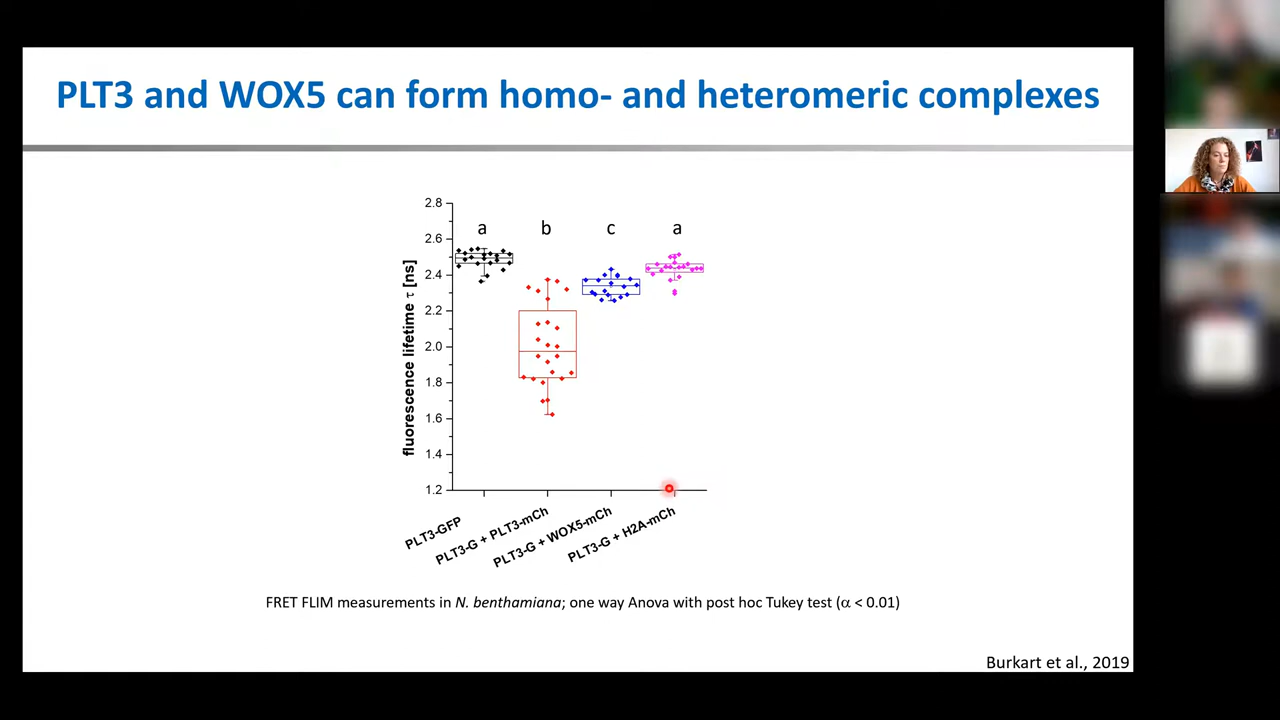 PLT3 and WOX5 can form homo- and heteromeric complexes
fluorescence lifetime τ [ns]
2.8
2.6
2.4
2.2
2.0
1.8
1.6
1.4
1.2
a b c a
PLT3-GFP
PLT3-G + PLT3-mCh
PLT3-G + WOX5-mCh
PLT3-G + H2A-mCh
FRET FLIM measurements in N. benthamiana; one way Anova with post hoc Tukey test (α < 0.01)
Burkart et al., 2019